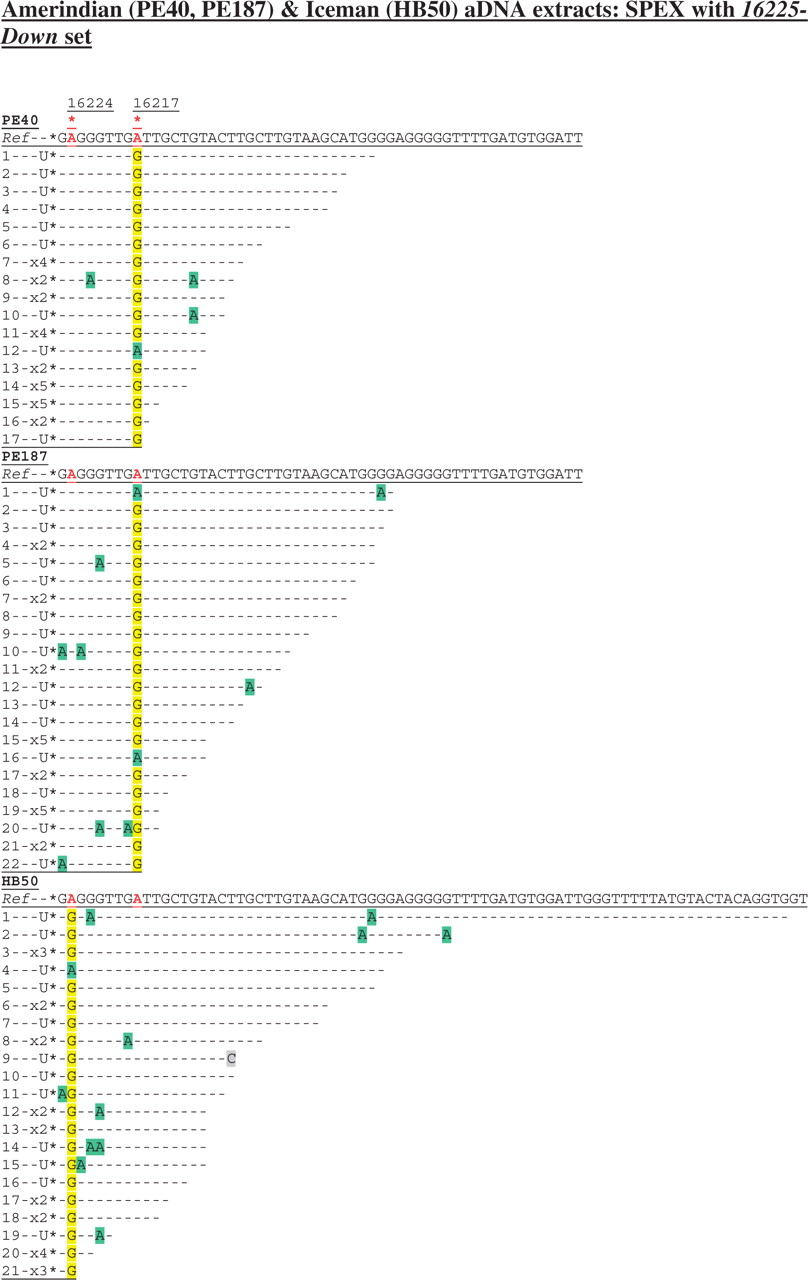 Amerindian (PE40, PE187) & Iceman (HB50) aDNA extracts: SPEX with 16225-
Down set
16224 16217
PE40 * *
Ref--*GAGGGTTGATTGCTGTACTTGCTTGTAAGCATGGGGAGGGGGTTTTGATGTGGATT
1---U*--------G-------------------------
2---U*--------G----------------------
3---U*--------G---------------------
4---U*--------G--------------------
5---U*--------G----------------
6---U*--------G-------------
7--x4*--------G-----------
8--x2*---A----G-----A----
9--x2*--------G---------
10--U*--------G-----A---
11-x4*--------G-------
12--U*--------A-------
13-x2*--------G------
14-x5*--------G-----
15-x5*--------G--
16-x2*--------G-
17--U*--------G
PE187
Ref--*GAGGGTTGATTGCTGTACTTGCTTGTAAGCATGGGGAGGGGGTTTTGATGTGGATT
1---U*--------A-------------------------A-
2---U*--------G---------------------------
3---U*--------G--------------------------
4--x2*--------G-------------------------
5---U*----A---G-------------------------
6---U*--------G-----------------------
7--x2*--------G----------------------
8---U*--------G---------------------
9---U*--------G------------------
10--U*A-A-----G----------------
11-x2*--------G---------------
12--U*--------G-----------A-
13--U*--------G-----------
14--U*--------G----------
15-x5*--------G-------
16--U*--------A-------
17-x2*--------G-----
18--U*--------G---
19-x5*--------G--
20--U*----A--AG--
21-x2*--------G
22--U*A-------G
HB50
Ref--*GAGGGTTGATTGCTGTACTTGCTTGTAAGCATGGGGAGGGGGTTTTGATGTGGATTGGGTTTTTATGTACTACAGGTGGT
1---U*-G-A-----------------------------A--------------------------------------------
2---U*-G------------------------------A--------A
3--x3*-G-----------------------------------
4---U*-A---------------------------------
5---U*-G--------------------------------
6--x2*-G---------------------------
7---U*-G--------------------------
8--x2*-G-----A--------------
9---U*-G----------------C
10--U*-G-----------------
11--U*AG----------------
12-x2*-G--A-----------
13-x2*-G--------------
14--U*-G-AA-----------
15--U*-GA-------------
16--U*-G------------
17-x2*-G----------
18-x2*-G---------
19--U*-G--A-
20-x4*-G--
21-x3*-G